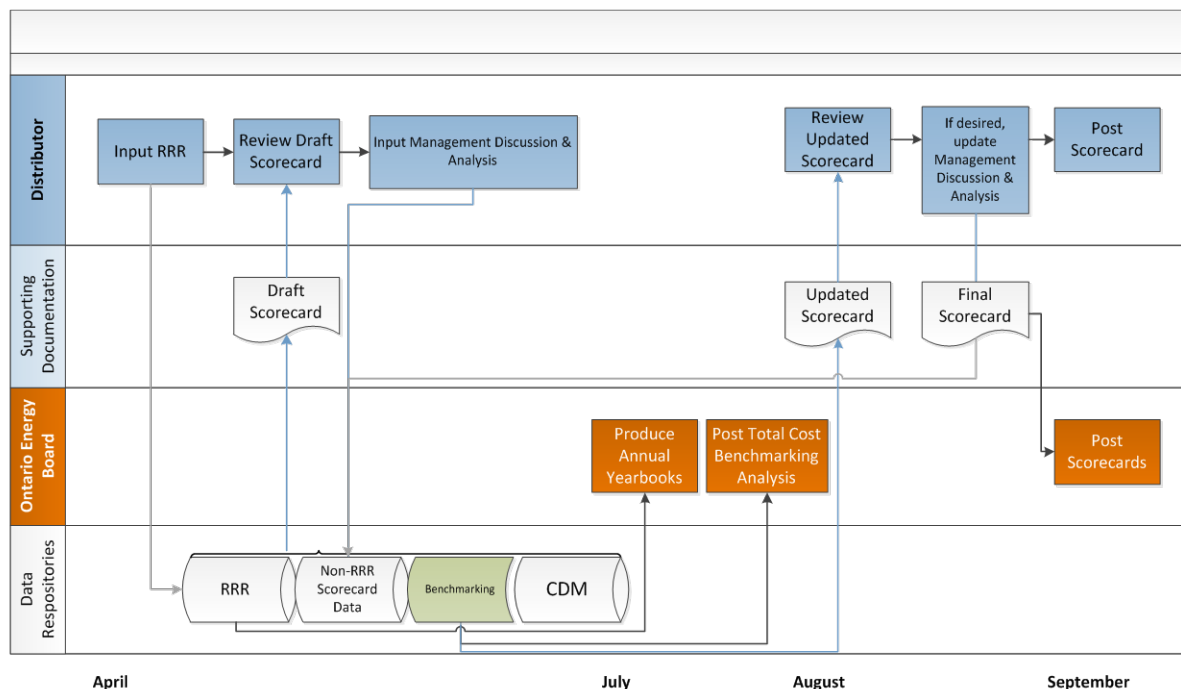 Distributor
Input RRR
Review Draft
Scorecard
Input Management Discussion &
Analysis
Review
Updated
Scorecard
If desired,
update
Management
Discussion &
Analysis
Post
Scorecard
Supporting
Documentation
Draft
Scorecard
Updated
Scorecard
Final
Scorecard
Ontario Energy
Board
Produce
Annual
Yearbooks
Post Total Cost
Benchmarking
Analysis
Post
Scorecards
Data
Respositories
RRR
Non-RRR
Scorecard
Data
Benchmarking
CDM
April
July
August
September